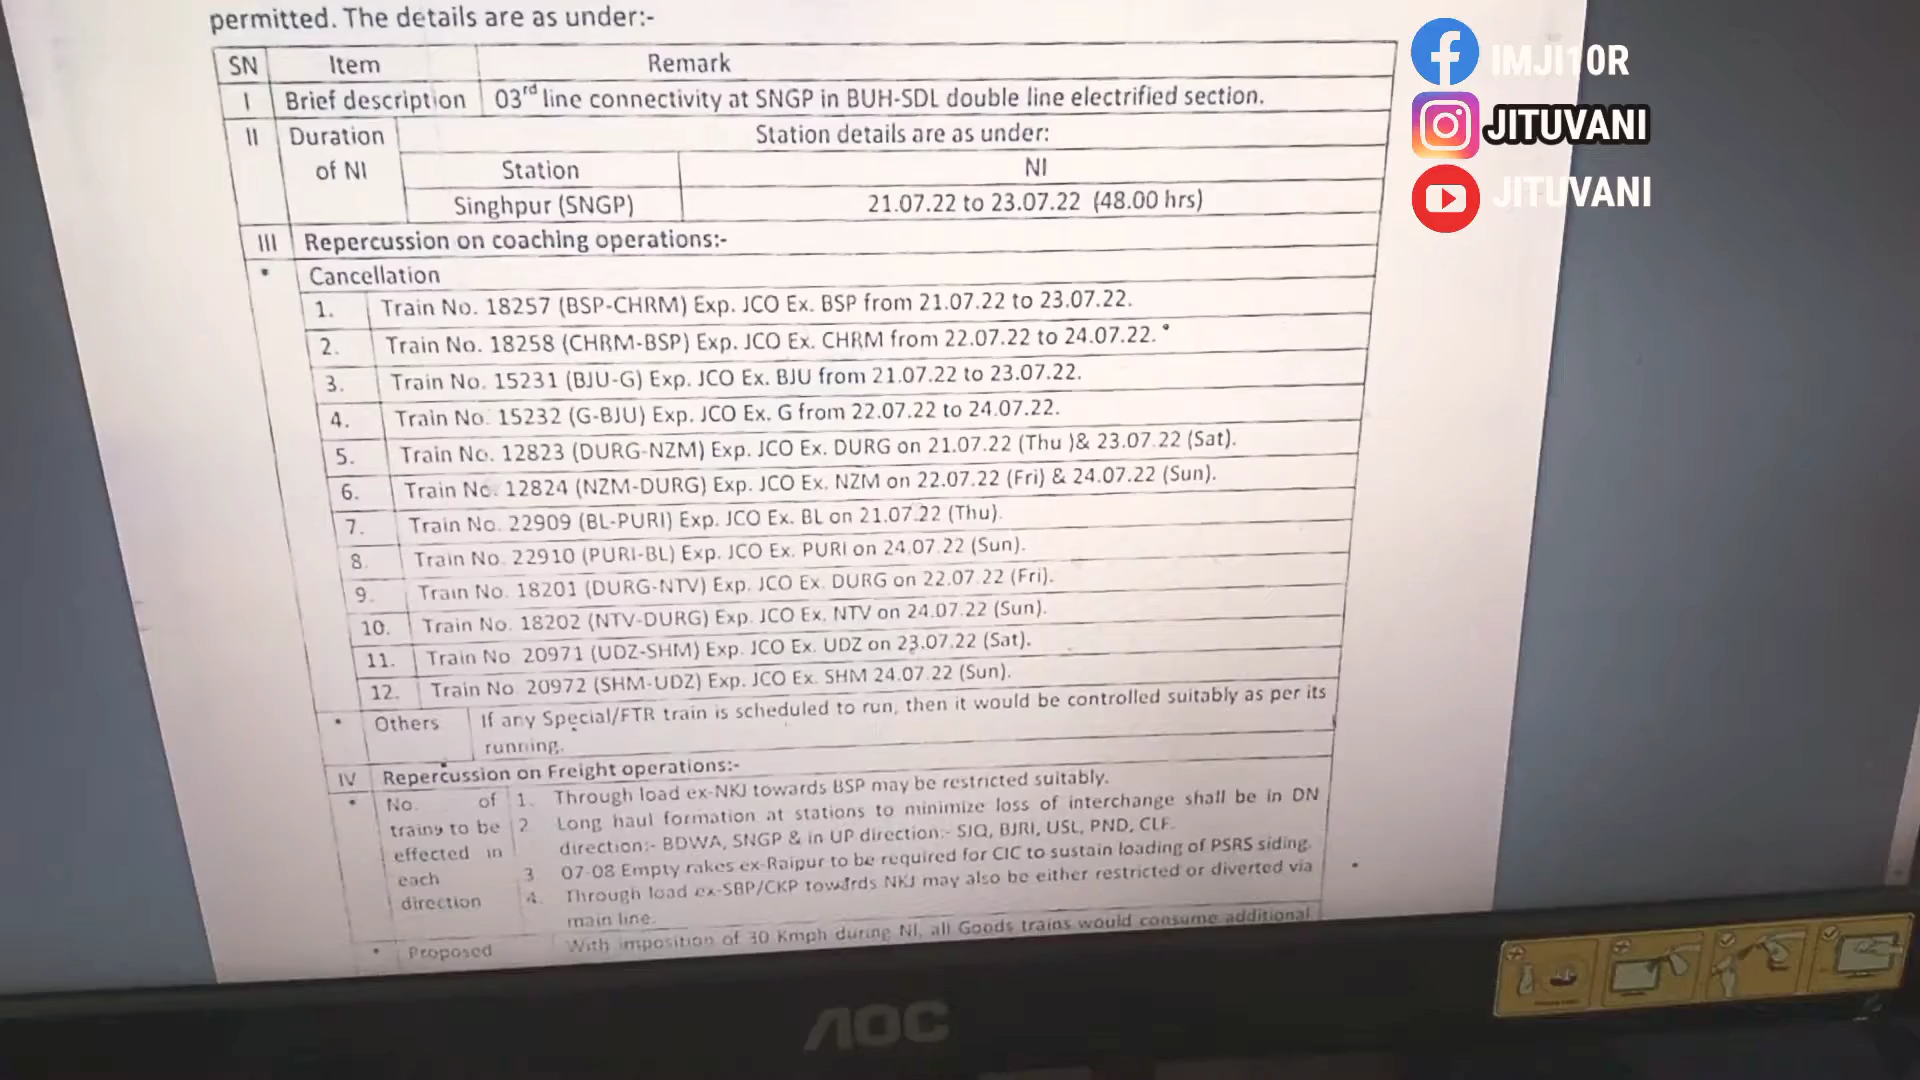 permitted. The details are as under:-
SN Item Remark
I Brief description 03rd line connectivity at SNGP in BUH-SDL double line electrified section.
II Duration of NI Station details are as under:
Station NI
Singhpur (SNGP) 21.07.22 to 23.07.22 (48.00 hrs)
III Repercussion on coaching operations:-
• Cancellation
1. Train No. 18257 (BSP-CHRM) Exp. JCO Ex. BSP from 21.07.22 to 23.07.22.
2. Train No. 18258 (CHRM-BSP) Exp. JCO Ex. CHRM from 22.07.22 to 24.07.22.
3. Train No. 15231 (BJU-G) Exp. JCO Ex. BJU from 21.07.22 to 23.07.22.
4. Train No. 15232 (G-BJU) Exp. JCO Ex. G from 22.07.22 to 24.07.22.
5. Train No. 12823 (DURG-NZM) Exp. JCO Ex. DURG on 21.07.22 (Thu )& 23.07.22 (Sat).
6. Train No. 12824 (NZM-DURG) Exp. JCO Ex. NZM on 22.07.22 (Fri) & 24.07.22 (Sun).
7. Train No. 22909 (BL-PURI) Exp. JCO Ex. BL on 21.07.22 (Thu).
8. Train No. 22910 (PURI-BL) Exp. JCO Ex. PURI on 24.07.22 (Sun).
9. Train No. 18201 (DURG-NTV) Exp. JCO Ex. DURG on 22.07.22 (Fri).
10. Train No. 18202 (NTV-DURG) Exp. JCO Ex. NTV on 24.07.22 (Sun).
11. Train No. 20971 (UDZ-SHM) Exp. JCO Ex. UDZ on 23.07.22 (Sat).
12. Train No. 20972 (SHM-UDZ) Exp. JCO Ex. SHM 24.07.22 (Sun).
• Others If any Special/FTR train is scheduled to run, then it would be controlled suitably as per its
running.
IV Repercussion on Freight operations:-
• No. of trains to be effected in each direction
1. Through load ex-NKJ towards BSP may be restricted suitably.
2. Long haul formation at stations to minimize loss of interchange shall be in DN
direction:- BDWA, SNGP & in UP direction:- SJQ, BJRI, USL, PND, CLF.
3 07-08 Empty rakes ex-Raipur to be required for CIC to sustain loading of PSRS siding.
4. Through load ex-SBP/CKP towards NKJ may also be either restricted or diverted via
main line.
• Proposed With imposition of 30 Kmph during NI, all Goods trains would consume additional
IMJI10R
JITUVANI
JITUVANI
AOC